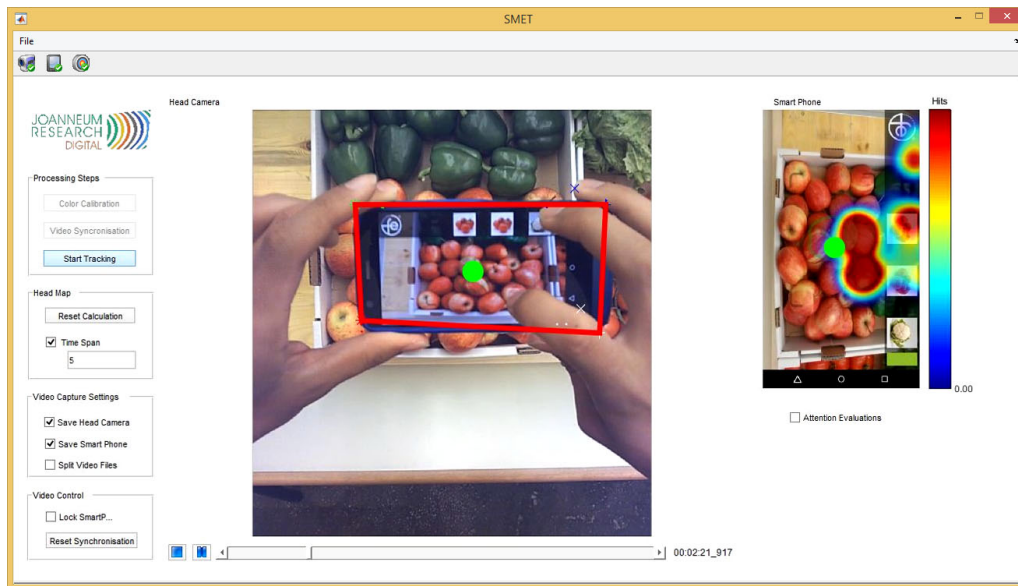 SMET
File
JOANNEUM
RESEARCH
DIGITAL
Processing Steps
Color Calibration
Video Syncronisation
Start Tracking
Head Map
Reset Calculation
Time Span
5
Video Capture Settings
Save Head Camera
Save Smart Phone
Split Video Files
Video Control
Lock SmartP...
Reset Synchronisation
Head Camera
00:02:21_917
Smart Phone
Hits
0.00
Attention Evaluations